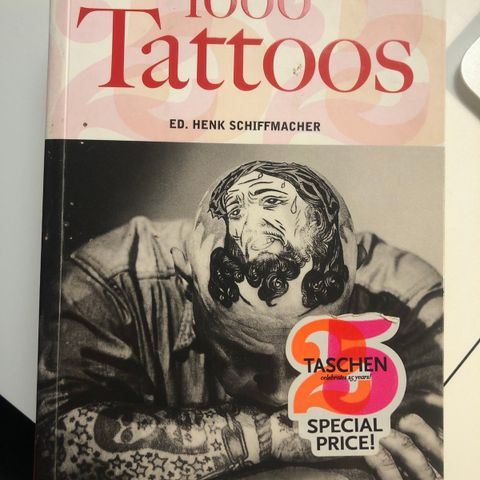 1000
Tattoos
ED. HENK SCHIFFMACHER
25
TASCHEN
celebrates 25 years!
SPECIAL
PRICE!